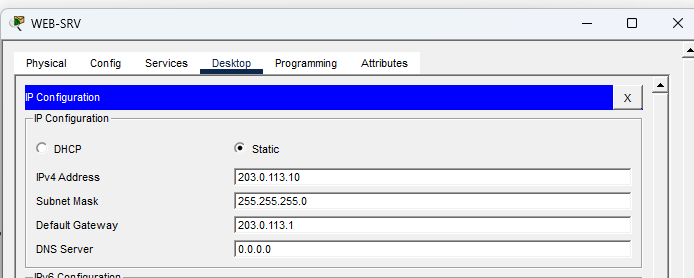 WEB-SRV
Physical Config Services Desktop Programming Attributes
IP Configuration X
IP Configuration
DHCP Static
IPv4 Address 203.0.113.10
Subnet Mask 255.255.255.0
Default Gateway 203.0.113.1
DNS Server 0.0.0.0
IPv6 Configuration